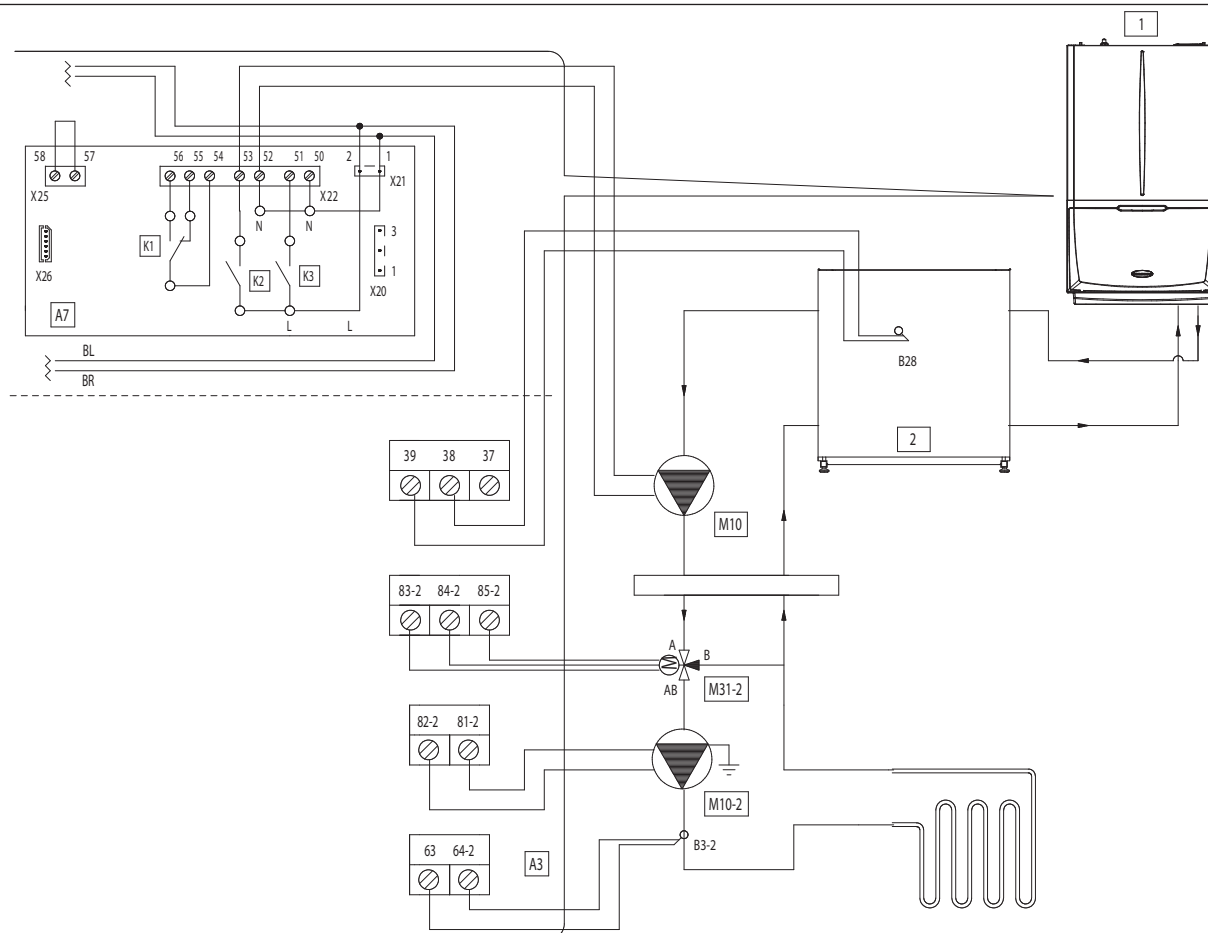 1
58 57
56 55 54 53 52 51 50 2 1
X25 X22 X21
N N
3
K1
X26
K2 K3
1
X20
A7
L L
BL
BR
B28
2
39 38 37
M10
83-2 84-2 85-2
A
B
AB
M31-2
82-2 81-2
M10-2
B3-2
63 64-2
A3